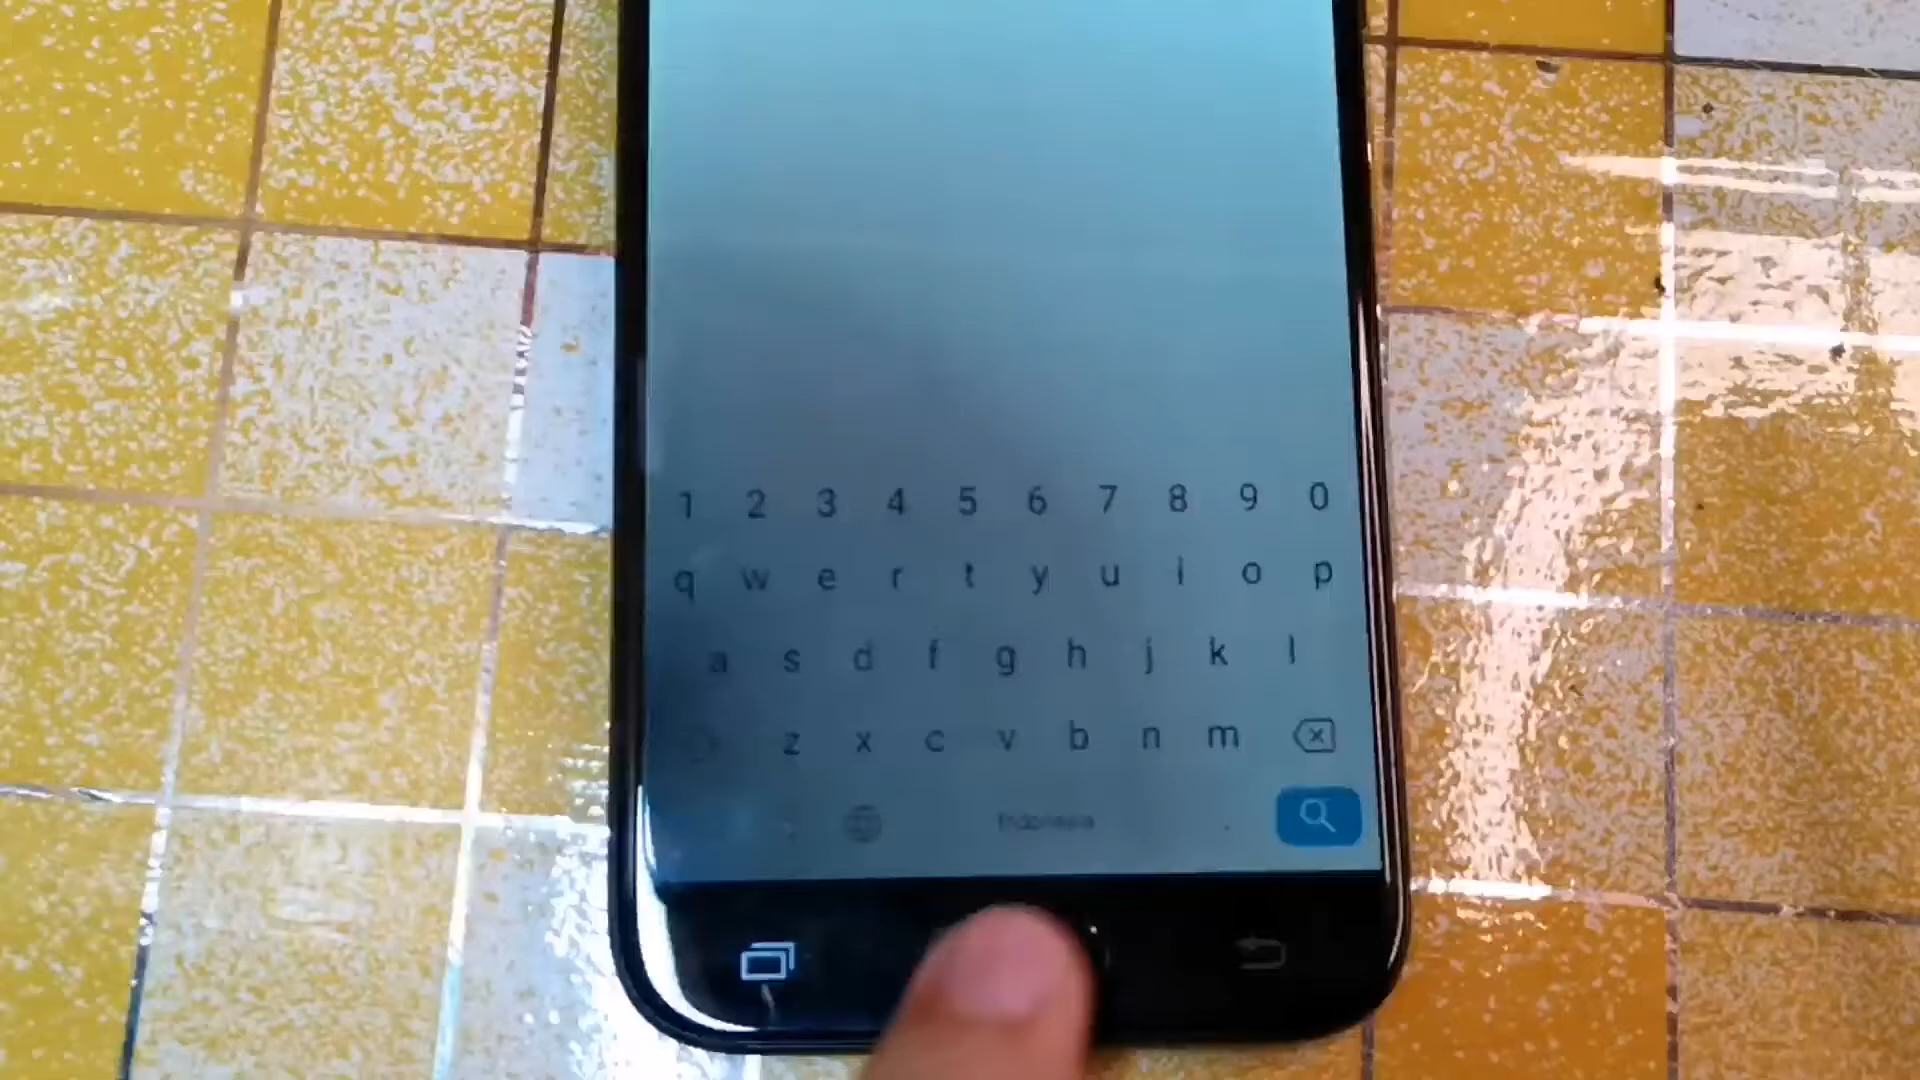 1 2 3 4 5 6 7 8 9 0
q w e r t y u i o p
a s d f g h j k l
z x c v b n m
Indonesia .